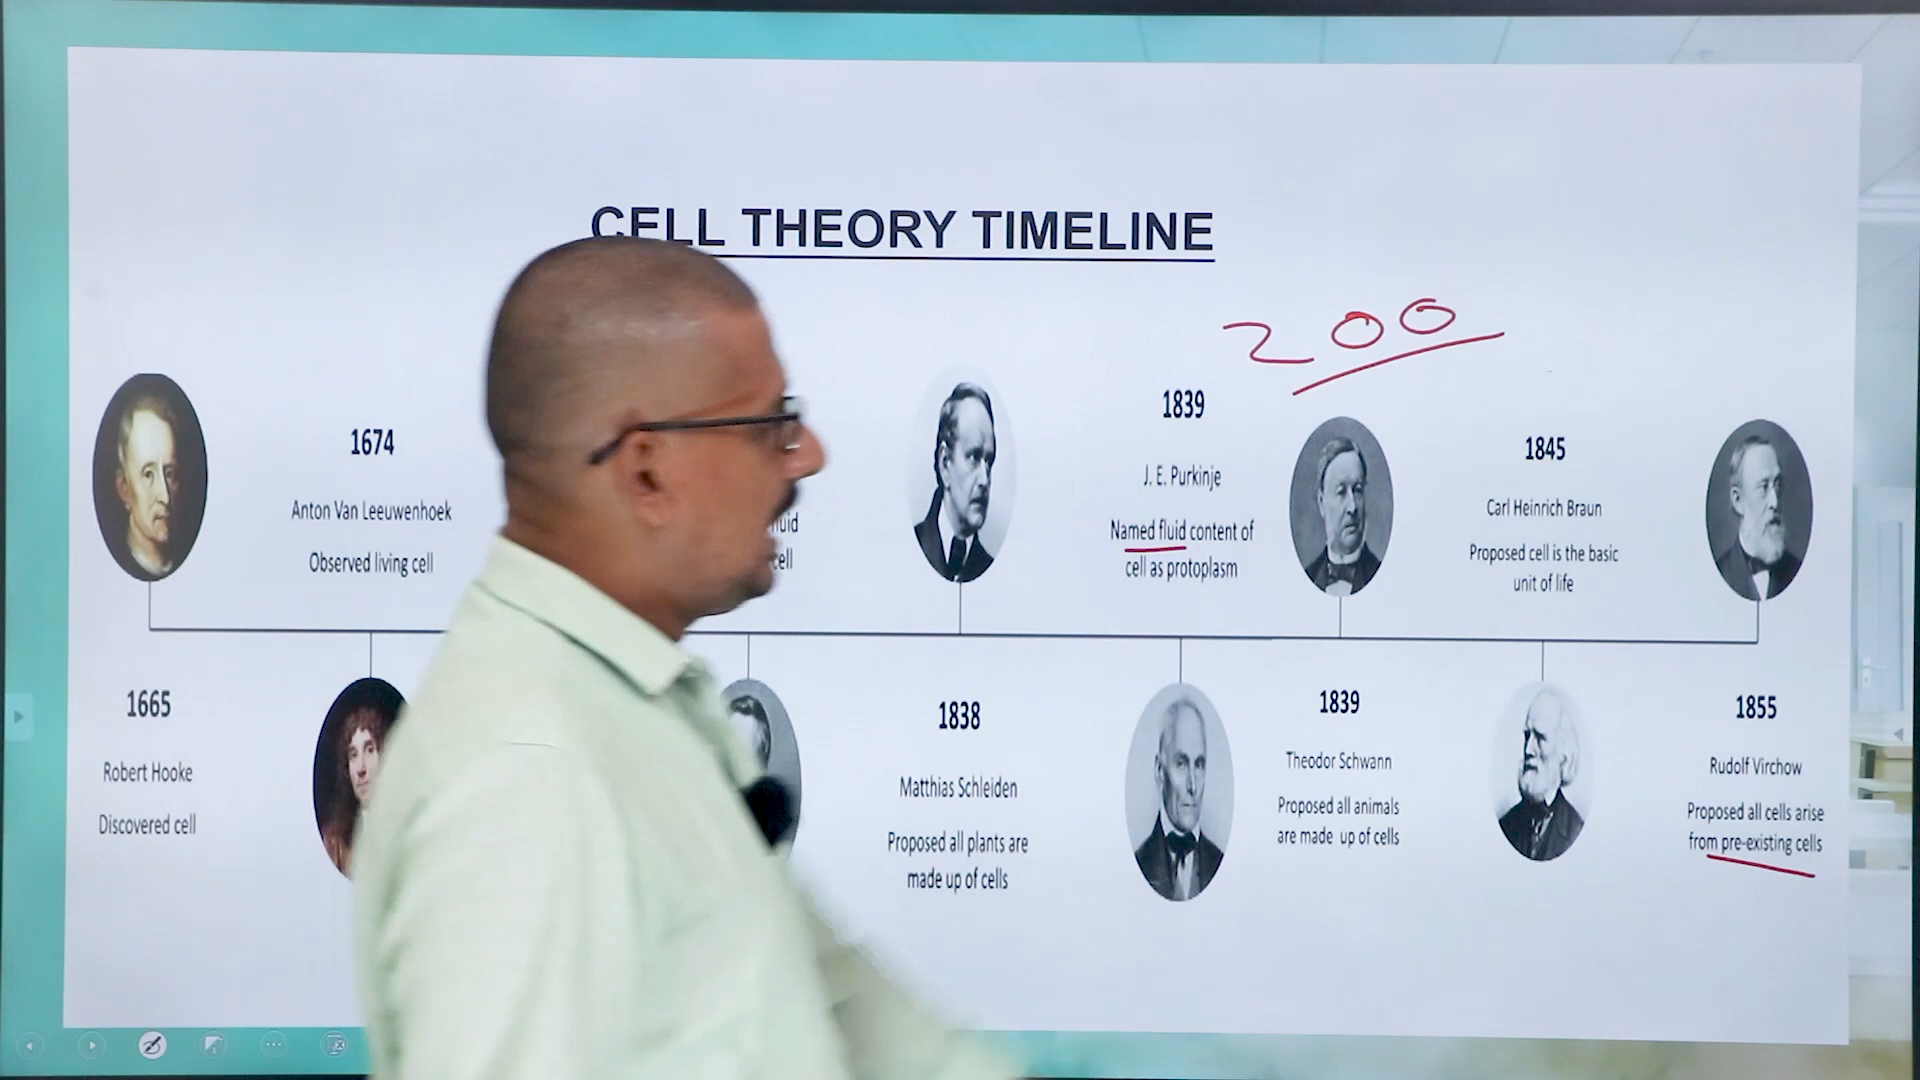 CELL THEORY TIMELINE
200
1665
Robert Hooke
Discovered cell
1674
Anton Van Leeuwenhoek
Observed living cell
cell
1838
Matthias Schleiden
Proposed all plants are
made up of cells
1839
J. E. Purkinje
Named fluid content of
cell as protoplasm
1839
Theodor Schwann
Proposed all animals
are made up of cells
1845
Carl Heinrich Braun
Proposed cell is the basic
unit of life
1855
Rudolf Virchow
Proposed all cells arise
from pre-existing cells